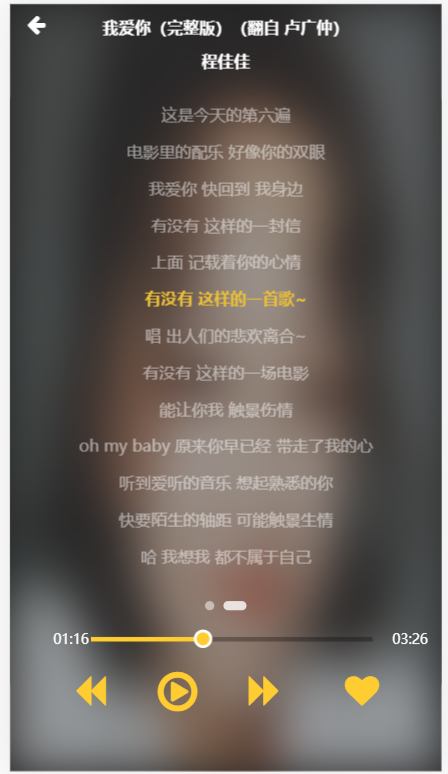 我爱你（完整版） （翻自 卢广仲）
程佳佳
这是今天的第六遍
电影里的配乐 好像你的双眼
我爱你 快回到 我身边
有没有 这样的一封信
上面 记载着你的心情
有没有 这样的一首歌~
唱 出人们的悲欢离合~
有没有 这样的一场电影
能让你我 触景伤情
oh my baby 原来你早已经 带走了我的心
听到爱听的音乐 想起熟悉的你
快要陌生的轴距 可能触景生情
哈 我想我 都不属于自己
01:16 03:26